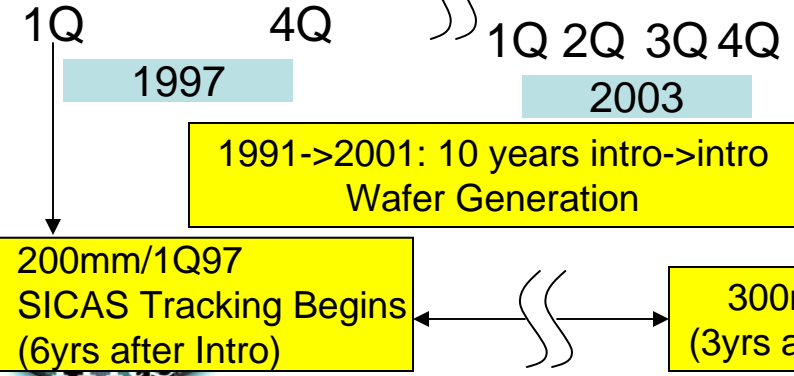 1Q 4Q 1Q 2Q 3Q 4Q
1997 2003
1991->2001: 10 years intro->intro
Wafer Generation
200mm/1Q97
SICAS Tracking Begins
(6yrs after Intro)
(3yrs